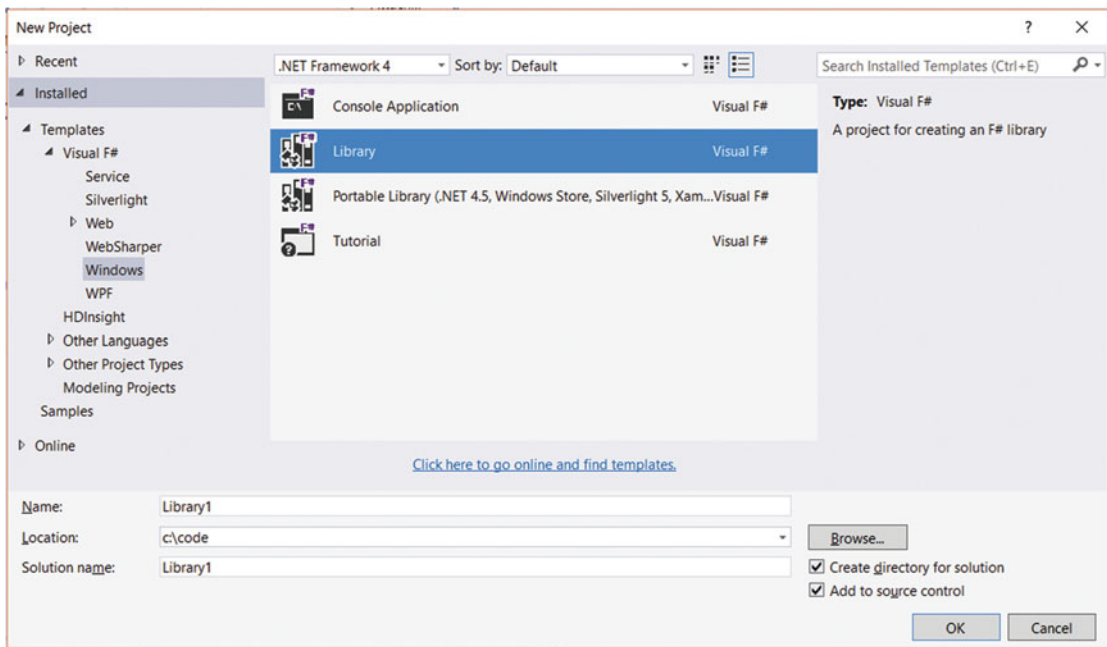 New Project
?
Recent
Installed
Templates
Visual F#
Service
Silverlight
Web
WebSharper
Windows
WPF
HDInsight
Other Languages
Other Project Types
Modeling Projects
Samples
Online
.NET Framework 4
Sort by: Default
Search Installed Templates (Ctrl+E)
Console Application Visual F#
Library Visual F#
Portable Library (.NET 4.5, Windows Store, Silverlight 5, Xam...Visual F#
Tutorial Visual F#
Type: Visual F#
A project for creating an F# library
Click here to go online and find templates.
Name: Library1
Location: c:\code
Browse...
Solution name: Library1
Create directory for solution
Add to source control
OK
Cancel